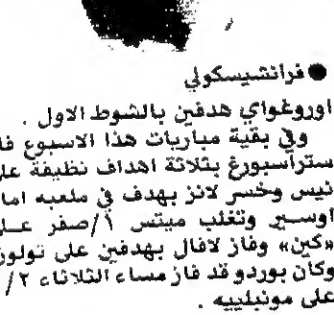 ● فرانشيسكولي
اوروغواي هدفين بالشوط الاول .
وفي بقية مباريات هذا الاسبوع فا
ستراسبورغ بثلاثة اهداف نظيفة على
نيس وخسر لانز بهدف في ملعبه اما
اوسير وتغلب ميتس ١/صفر على
«كين» وفاز لافال بهدفين على تولوز
وكان بوردو قد فاز مساء الثلاثاء ٢/
على مونبلييه .